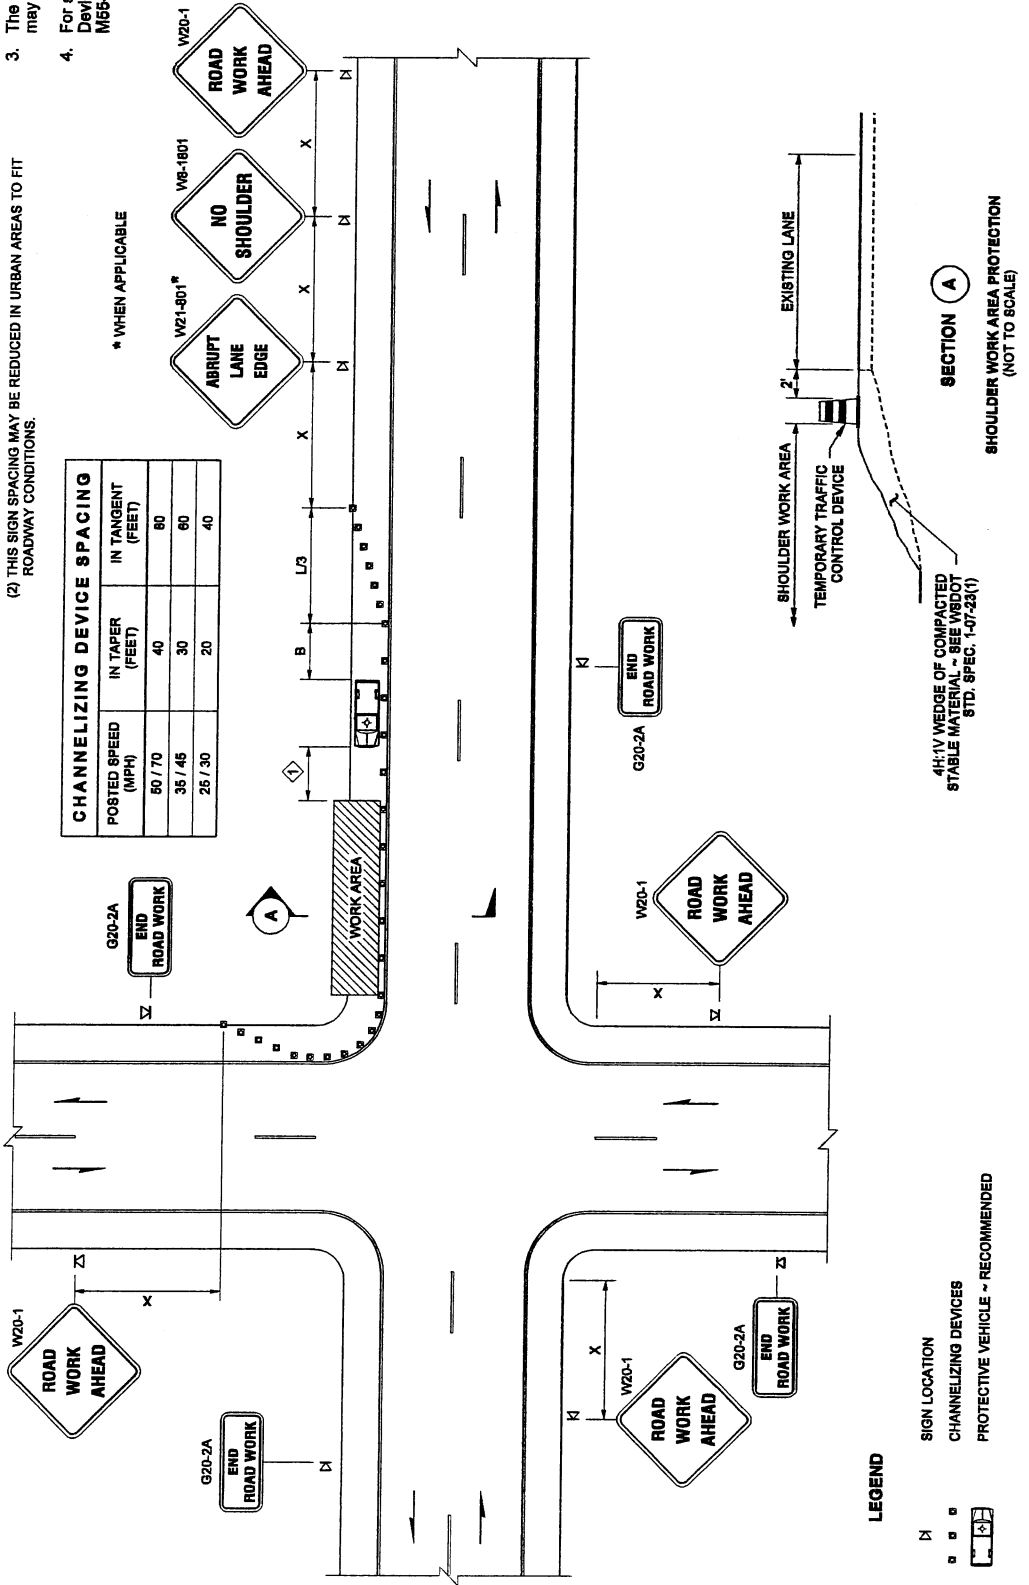 3. The
may
4. For a
Devi
M55-
(2) THIS SIGN SPACING MAY BE REDUCED IN URBAN AREAS TO FIT
ROADWAY CONDITIONS.
* WHEN APPLICABLE
CHANNELIZING DEVICE SPACING
POSTED SPEED
(MPH)
IN TAPER
(FEET)
IN TANGENT
(FEET)
50 / 70
40
80
35 / 45
30
60
25 / 30
20
40
W20-1
ROAD
WORK
AHEAD
G20-2A
END
ROAD WORK
W21-801*
ABRUPT
LANE
EDGE
W8-1801
NO
SHOULDER
W20-1
ROAD
WORK
AHEAD
X
X
X
X
L/3
B
1
A
WORK AREA
G20-2A
END
ROAD WORK
X
W20-1
ROAD
WORK
AHEAD
G20-2A
END
ROAD WORK
X
W20-1
ROAD
WORK
AHEAD
G20-2A
END
ROAD WORK
LEGEND
SIGN LOCATION
CHANNELIZING DEVICES
PROTECTIVE VEHICLE ~ RECOMMENDED
SHOULDER WORK AREA
2'
EXISTING LANE
TEMPORARY TRAFFIC
CONTROL DEVICE
4H:1V WEDGE OF COMPACTED
STABLE MATERIAL ~ SEE WSDOT
STD. SPEC. 1-07-23(1)
SECTION A
SHOULDER WORK AREA PROTECTION
(NOT TO SCALE)